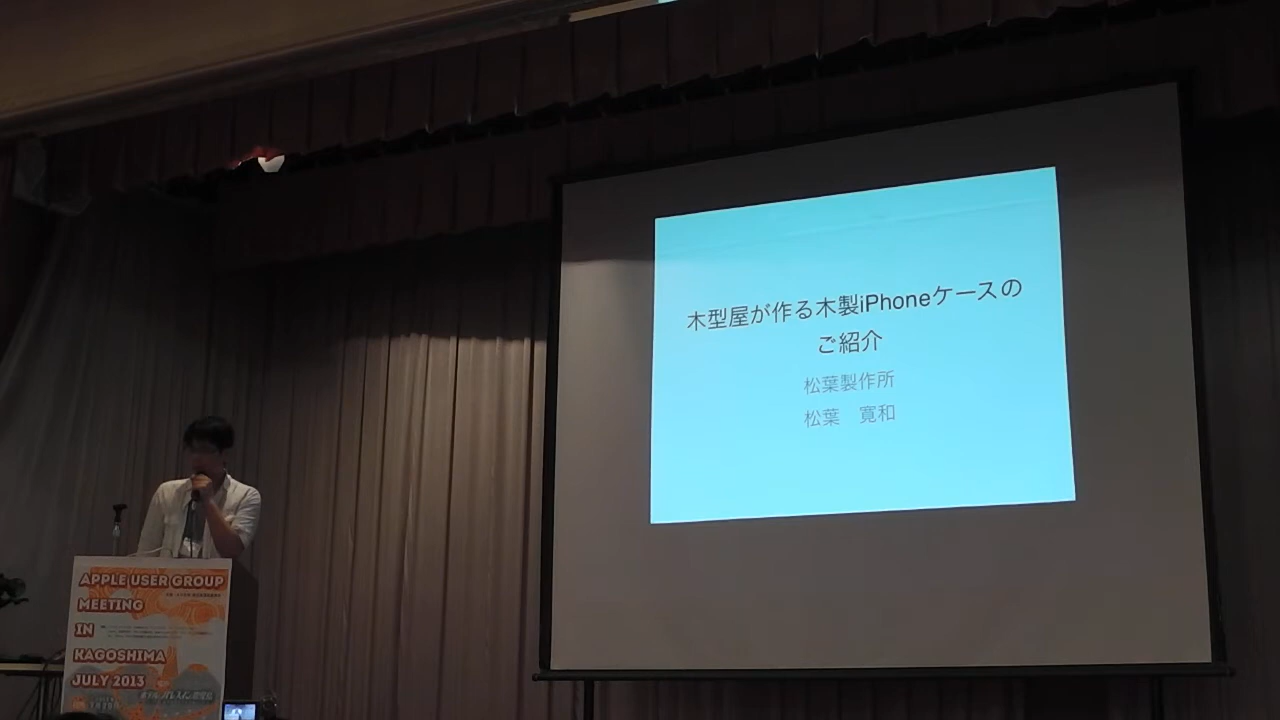 木型屋が作る木製iPhoneケースの
ご紹介
松葉製作所
松葉　寛和
APPLE USER GROUP
MEETING
IN
KAGOSHIMA
JULY 2013